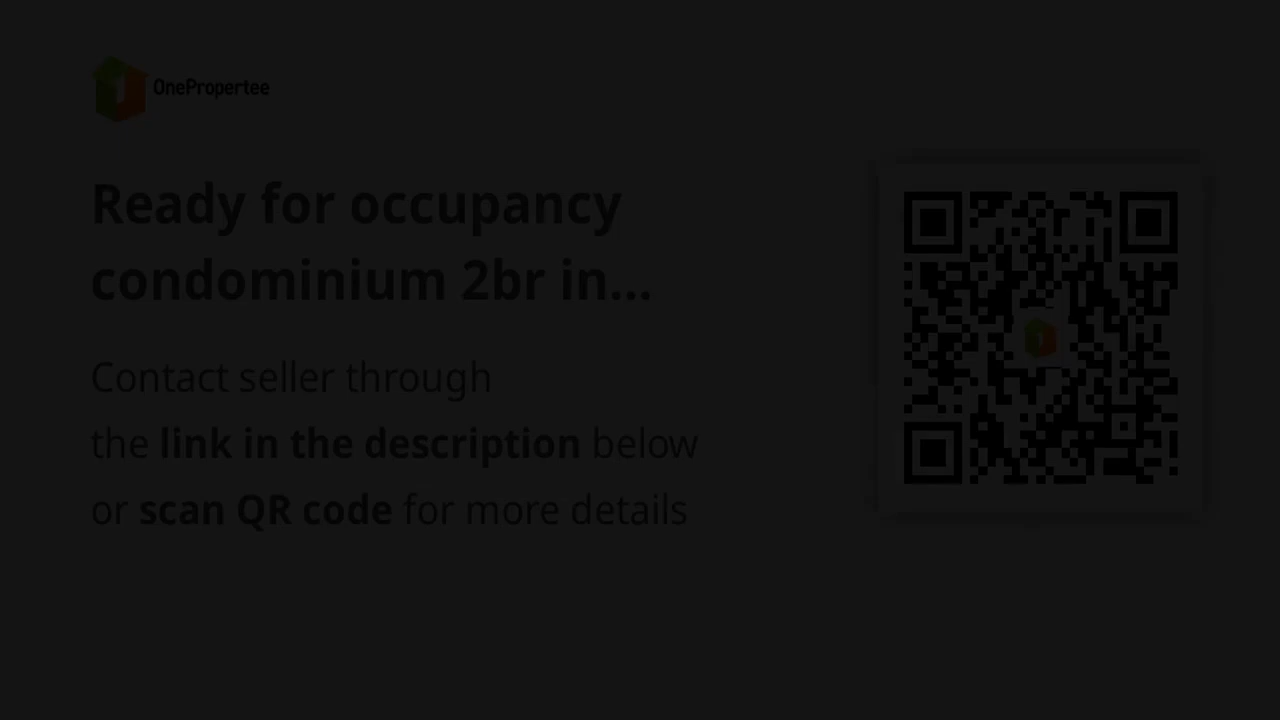 OnePropertee
Ready for occupancy
condominium 2br in...
Contact seller through
the link in the description below
or scan QR code for more details